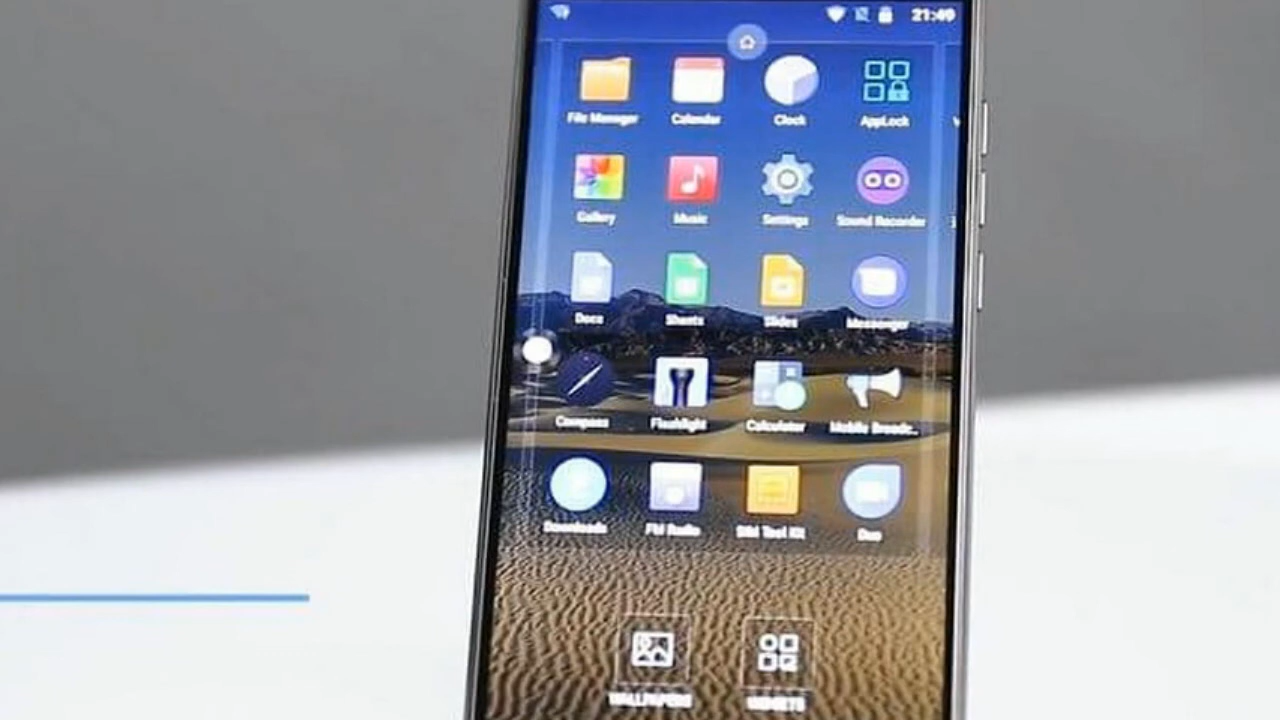 21:49
File Manager Calendar Clock AppLock
Gallery Music Settings Sound Recorder
Docs Sheets Slides Messenger
Compass Flashlight Calculator Mobile Broadc..
Downloads FM Radio SIM Tool Kit Duo
WALLPAPERS WIDGETS